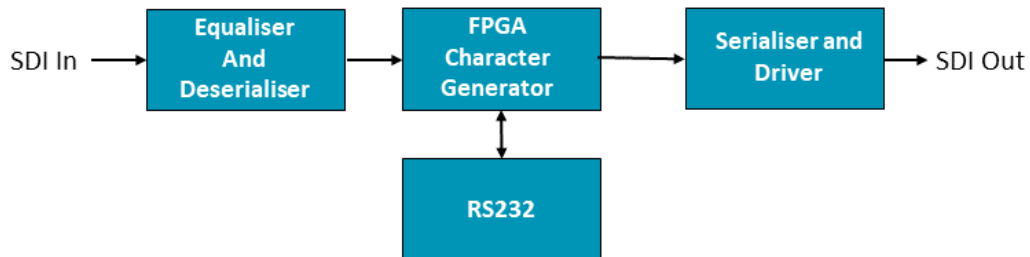 SDI In
Equaliser
And
Deserialiser
FPGA
Character
Generator
Serialiser and
Driver
SDI Out
RS232